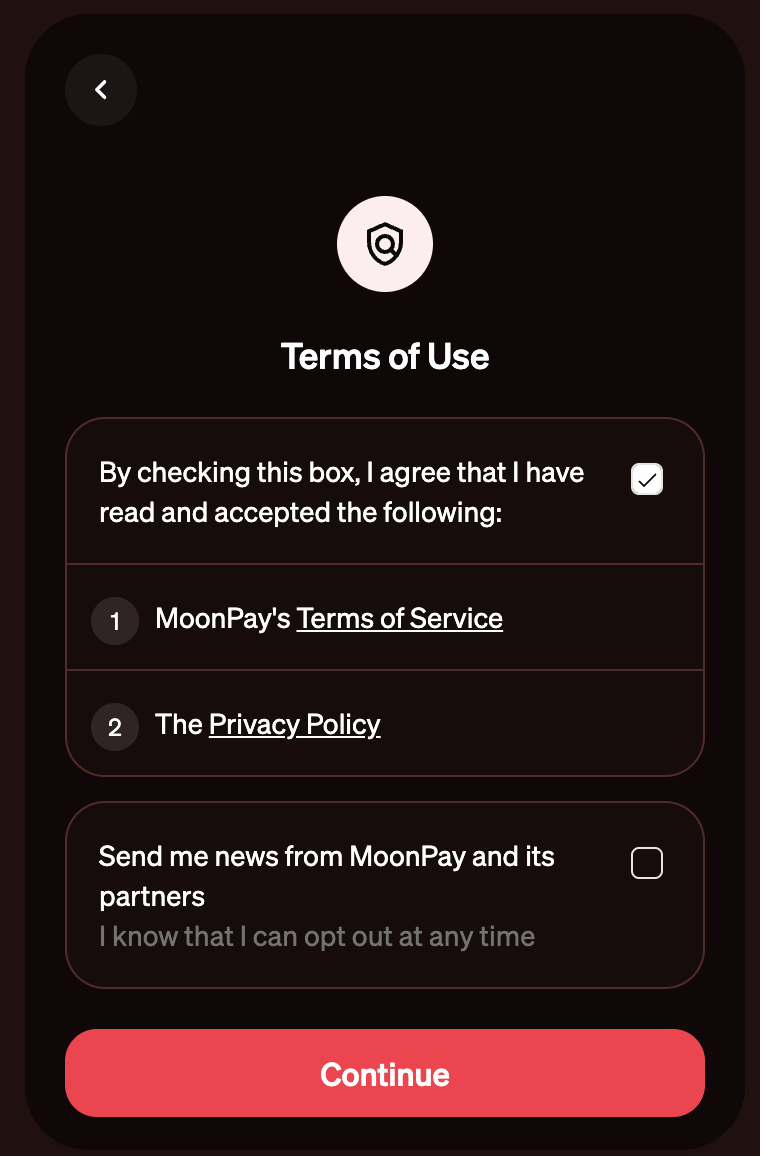 Terms of Use
By checking this box, I agree that I have
read and accepted the following:
1 MoonPay's Terms of Service
2 The Privacy Policy
Send me news from MoonPay and its
partners
I know that I can opt out at any time
Continue